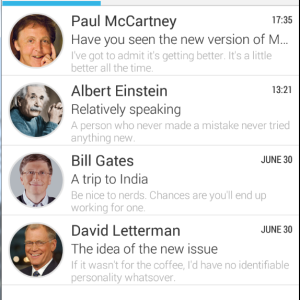 Paul McCartney 17:35
Have you seen the new version of M...
I've got to admit it's getting better. It's a little
better all the time.
Albert Einstein 13:21
Relatively speaking
A person who never made a mistake never tried
anything new.
Bill Gates JUNE 30
A trip to India
Be nice to nerds. Chances are you'll end up
working for one.
David Letterman JUNE 30
The idea of the new issue
If it wasn't for the coffee, I'd have no identifiable
personality whatsover.